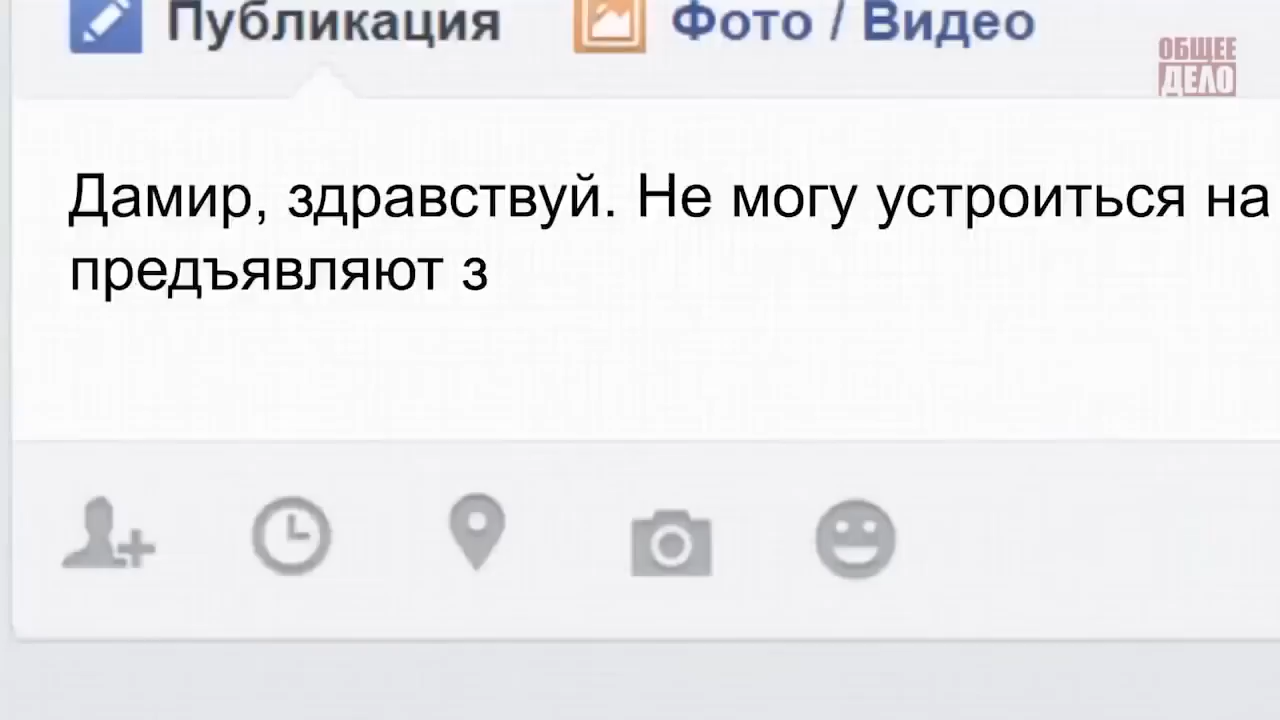 Публикация Фото / Видео
ОБЩЕЕ
ДЕЛО
Дамир, здравствуй. Не могу устроиться на
предъявляют з